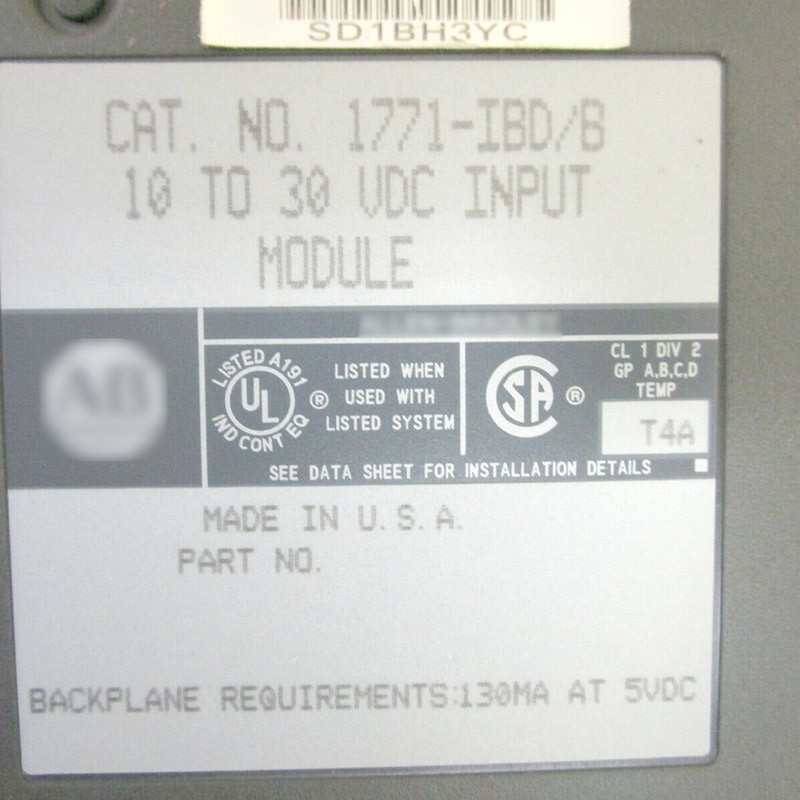 SD1BH3YC
CAT. NO. 1771-IBD/B
10 TO 30 VDC INPUT
MODULE
LISTED A191
UL
IND CONT EQ
®
LISTED WHEN
USED WITH
LISTED SYSTEM
CSA
®
CL 1 DIV 2
GP A,B,C,D
TEMP
T4A
SEE DATA SHEET FOR INSTALLATION DETAILS
MADE IN U.S.A.
PART NO.
BACKPLANE REQUIREMENTS:130MA AT 5VDC